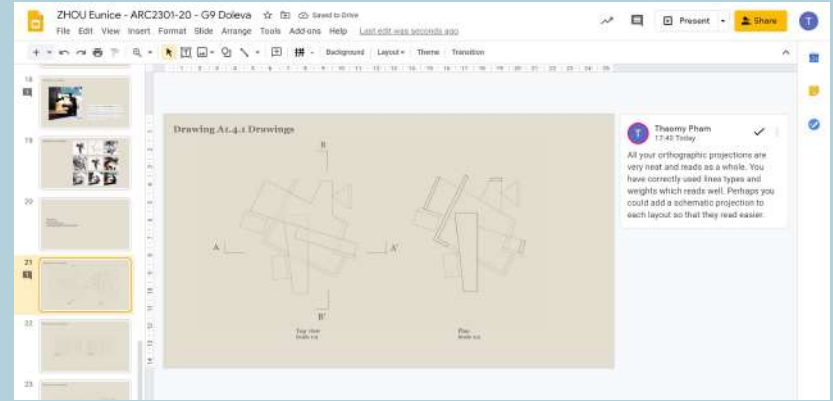 ZHOU Eunice - ARC2301-20 - G9 Doleva
Saved to Drive
File Edit View Insert Format Slide Arrange Tools Add-ons Help Last edit was seconds ago
Present
Share
T
Background Layout Theme Transition
18
19
20
21
22
23
Drawing A1.4.1 Drawings
B
A
A'
B'
Top view
Plan
T
Thaomy Pham
17:40 Today
All your orthographic projections are
very neat and reads as a whole. You
have correctly used lines types and
weights which reads well. Perhaps you
could add a schematic projection to
each layout so that they read easier.